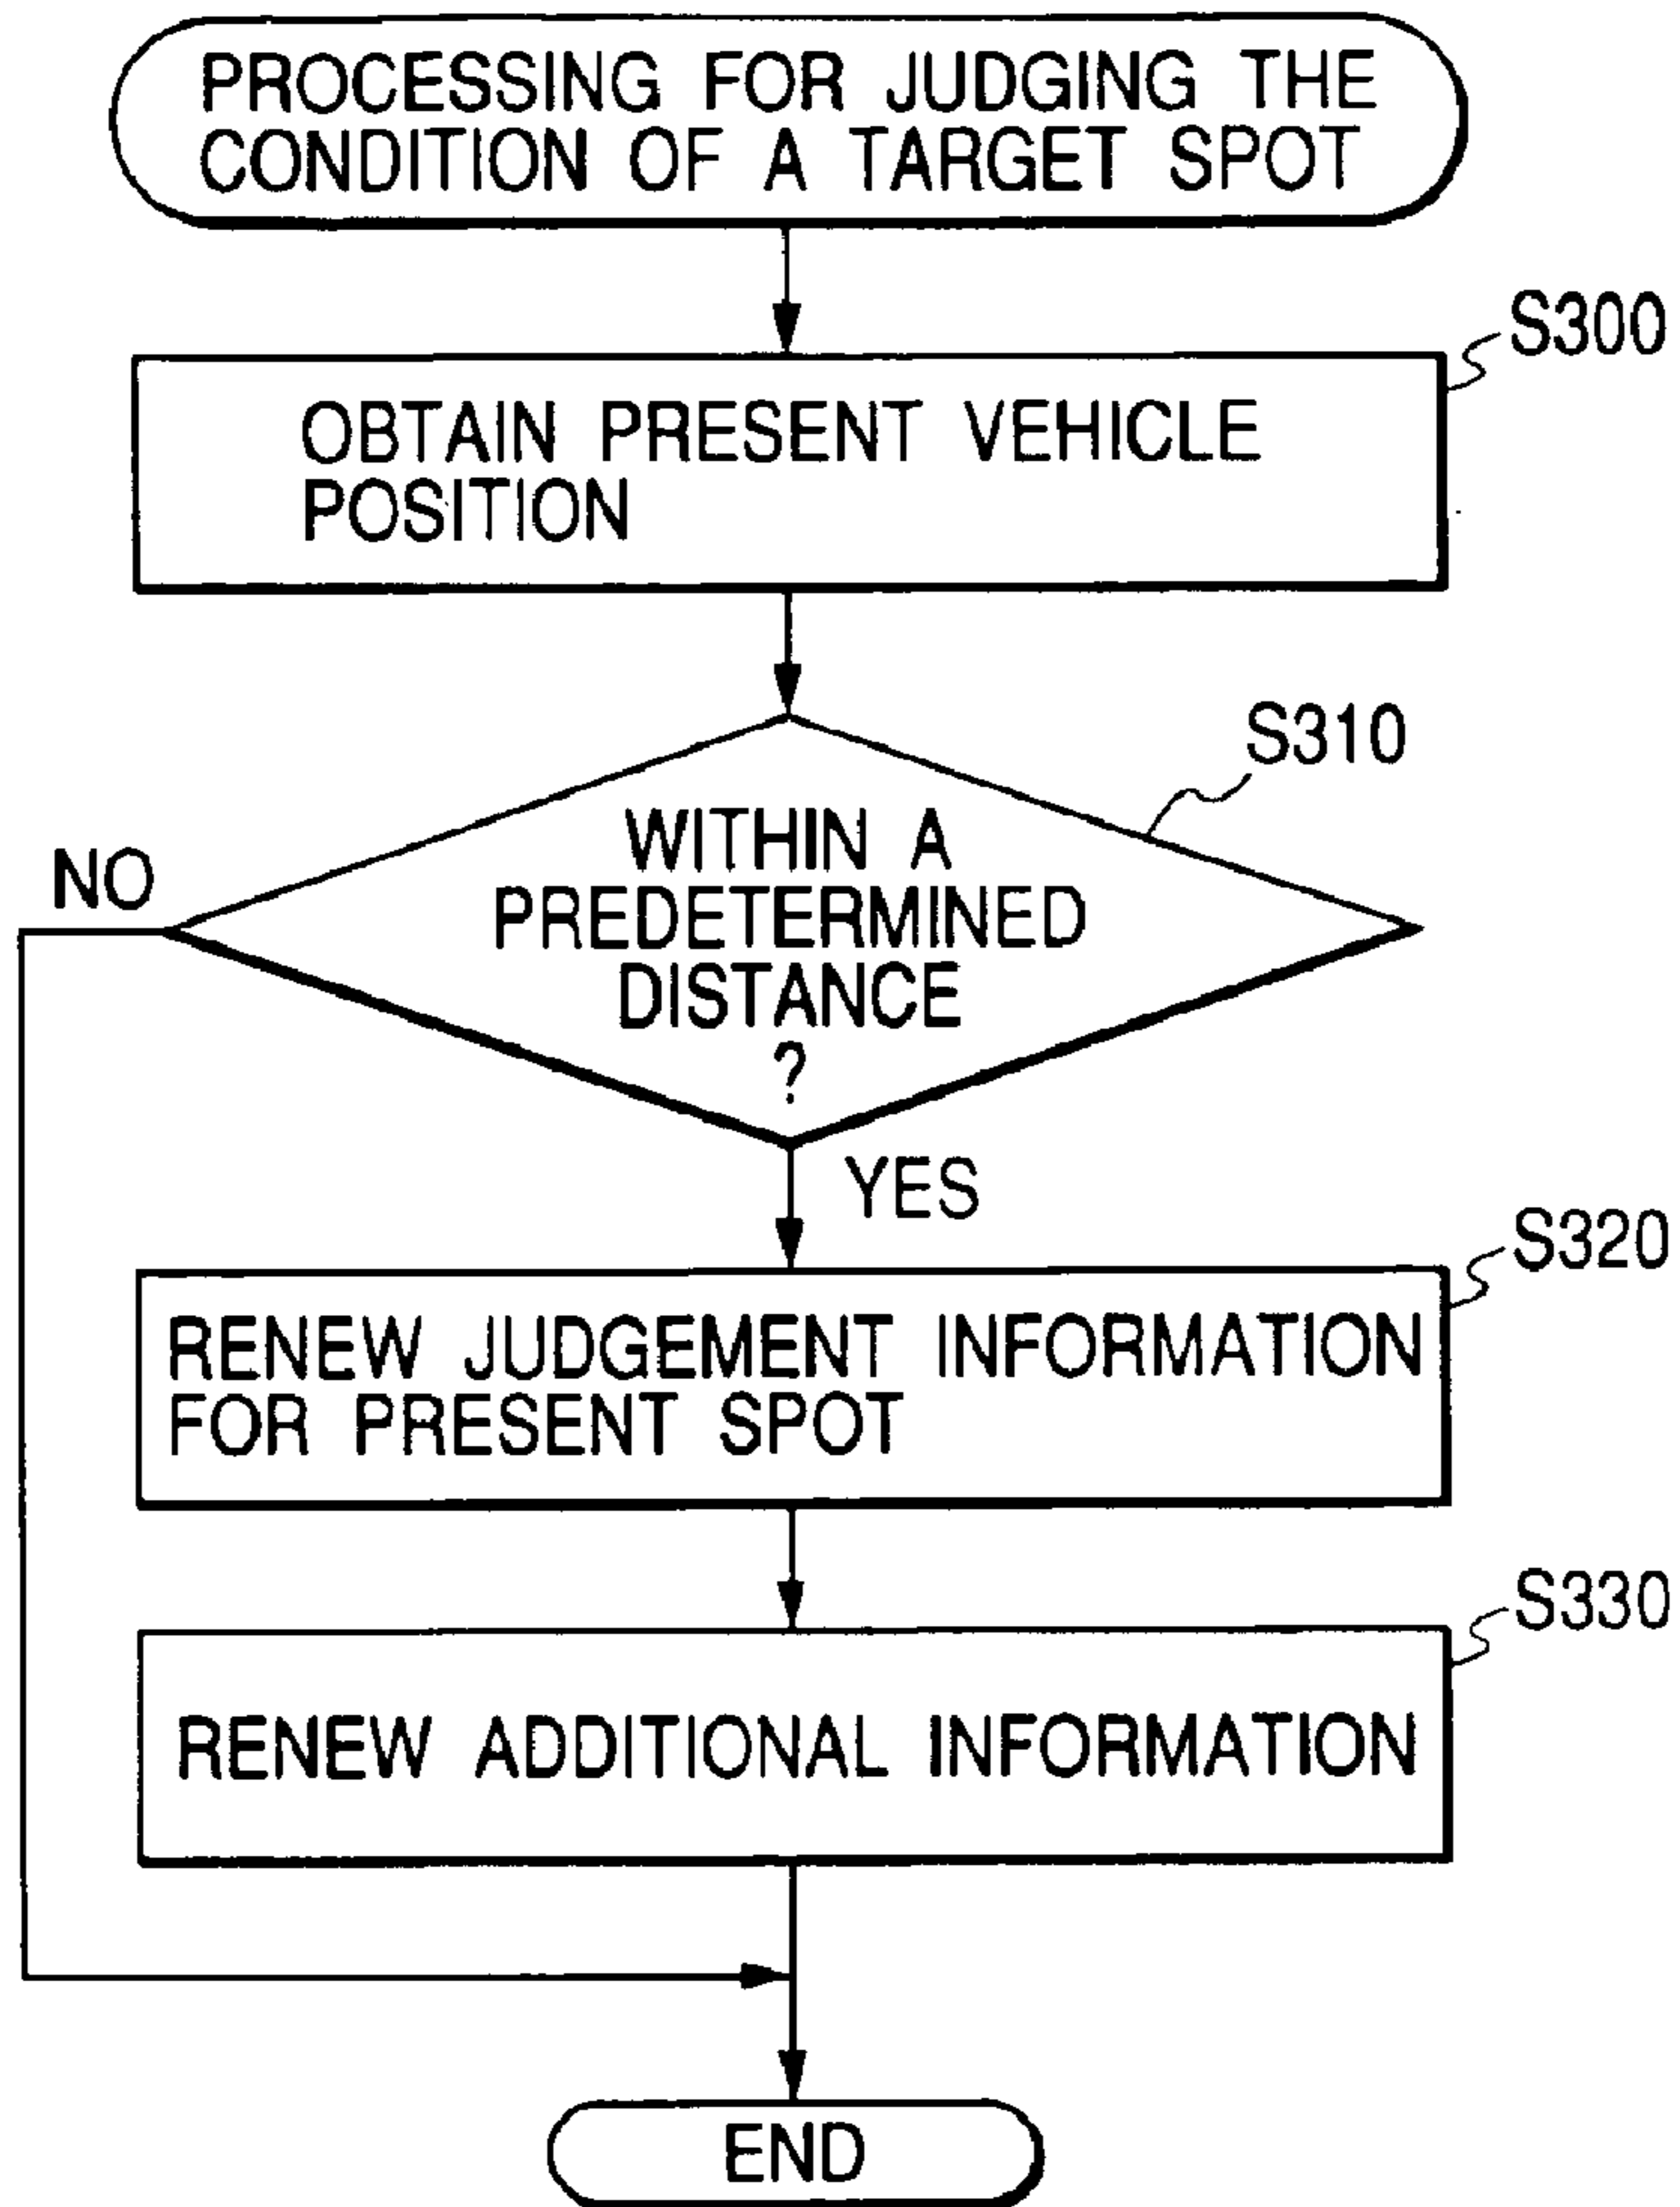 PROCESSING FOR JUDGING THE
CONDITION OF A TARGET SPOT
S300
OBTAIN PRESENT VEHICLE
POSITION
S310
WITHIN A
PREDETERMINED
DISTANCE
?
NO
YES
S320
RENEW JUDGEMENT INFORMATION
FOR PRESENT SPOT
S330
RENEW ADDITIONAL INFORMATION
END